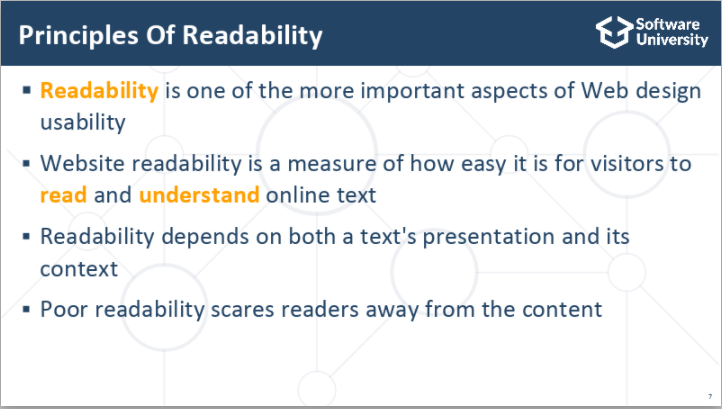 Principles Of Readability
Software
University
▪ Readability is one of the more important aspects of Web design
usability
▪ Website readability is a measure of how easy it is for visitors to
read and understand online text
▪ Readability depends on both a text's presentation and its
context
▪ Poor readability scares readers away from the content
7